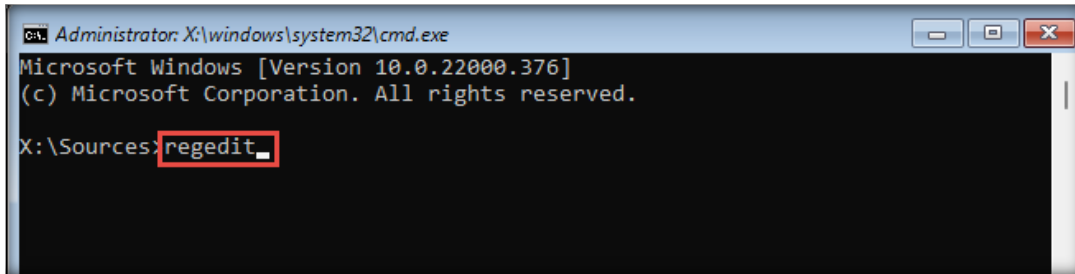 Administrator: X:\windows\system32\cmd.exe
Microsoft Windows [Version 10.0.22000.376]
(c) Microsoft Corporation. All rights reserved.
X:\Sources>regedit_